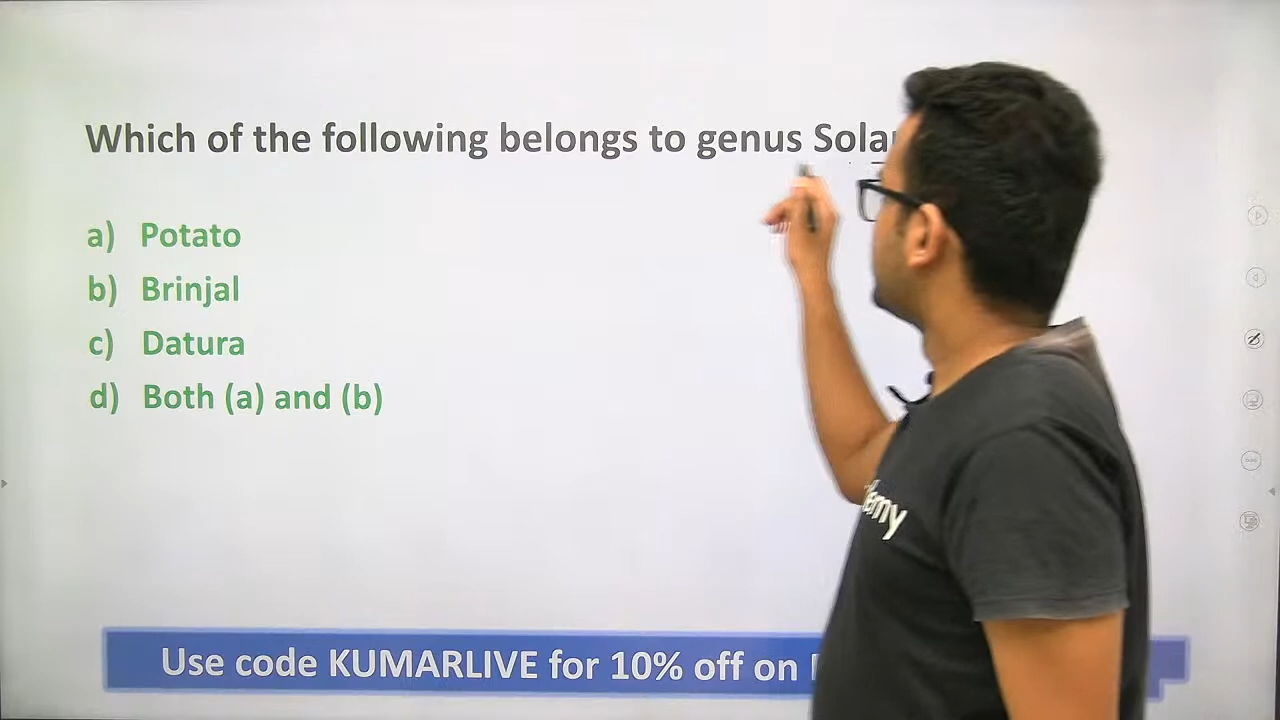 Which of the following belongs to genus
a) Potato
b) Brinjal
c) Datura
d) Both (a) and (b)
Use code KUMARLIVE for 10% off on